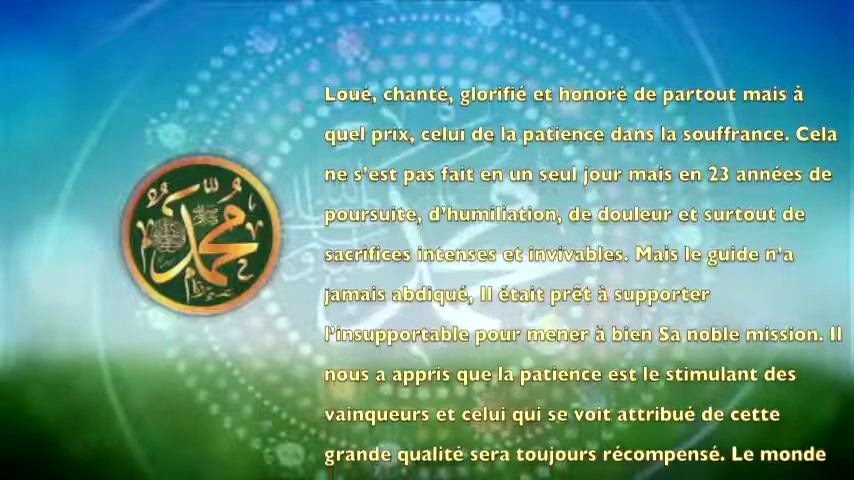 Loué, chanté, glorifié et honoré de partout mais à
quel prix, celui de la patience dans la souffrance. Cela
ne s'est pas fait en un seul jour mais en 23 années de
poursuite, d'humiliation, de douleur et surtout de
sacrifices intenses et invivables. Mais le guide n'a
jamais abdiqué, Il était prêt à supporter
l'insupportable pour mener à bien Sa noble mission. Il
nous a appris que la patience est le stimulant des
vainqueurs et celui qui se voit attribué de cette
grande qualité sera toujours récompensé. Le monde
محمد